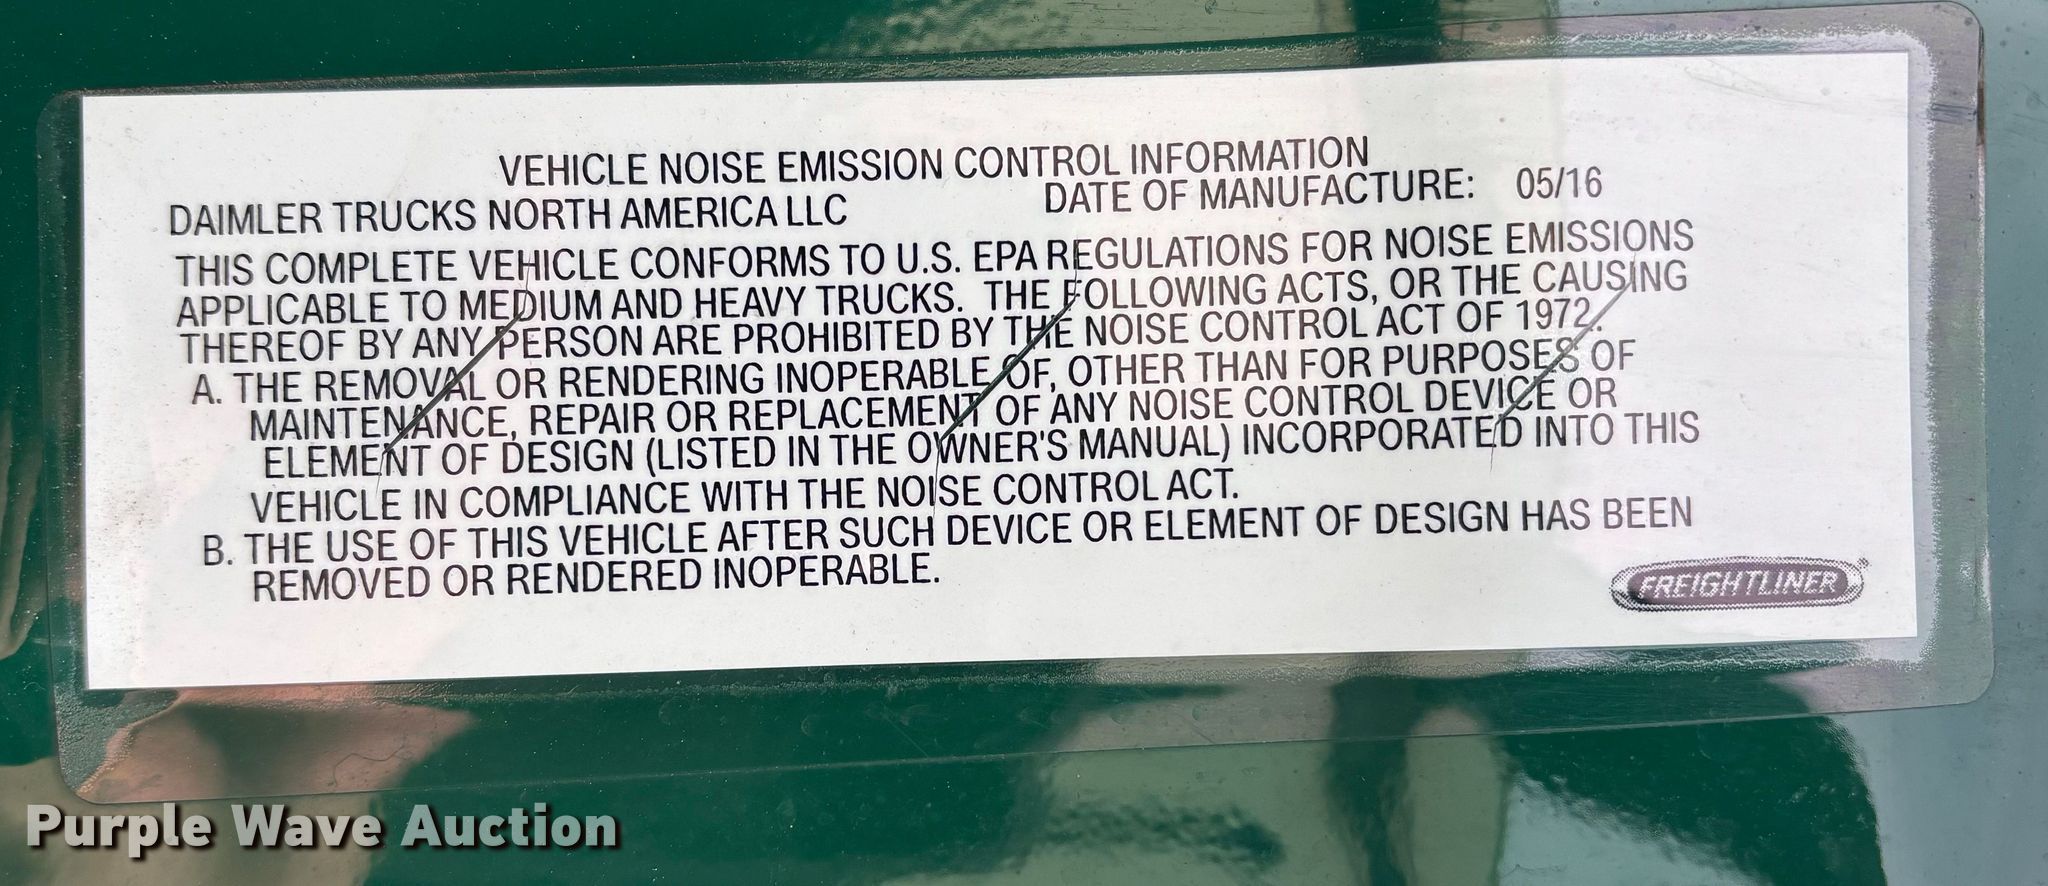 VEHICLE NOISE EMISSION CONTROL INFORMATION
DAIMLER TRUCKS NORTH AMERICA LLC DATE OF MANUFACTURE: 05/16
THIS COMPLETE VEHICLE CONFORMS TO U.S. EPA REGULATIONS FOR NOISE EMISSIONS
APPLICABLE TO MEDIUM AND HEAVY TRUCKS. THE FOLLOWING ACTS, OR THE CAUSING
THEREOF BY ANY PERSON ARE PROHIBITED BY THE NOISE CONTROL ACT OF 1972.
A. THE REMOVAL OR RENDERING INOPERABLE OF, OTHER THAN FOR PURPOSES OF
MAINTENANCE, REPAIR OR REPLACEMENT OF ANY NOISE CONTROL DEVICE OR
ELEMENT OF DESIGN (LISTED IN THE OWNER'S MANUAL) INCORPORATED INTO THIS
VEHICLE IN COMPLIANCE WITH THE NOISE CONTROL ACT.
B. THE USE OF THIS VEHICLE AFTER SUCH DEVICE OR ELEMENT OF DESIGN HAS BEEN
REMOVED OR RENDERED INOPERABLE.
FREIGHTLINER®
Purple Wave Auction